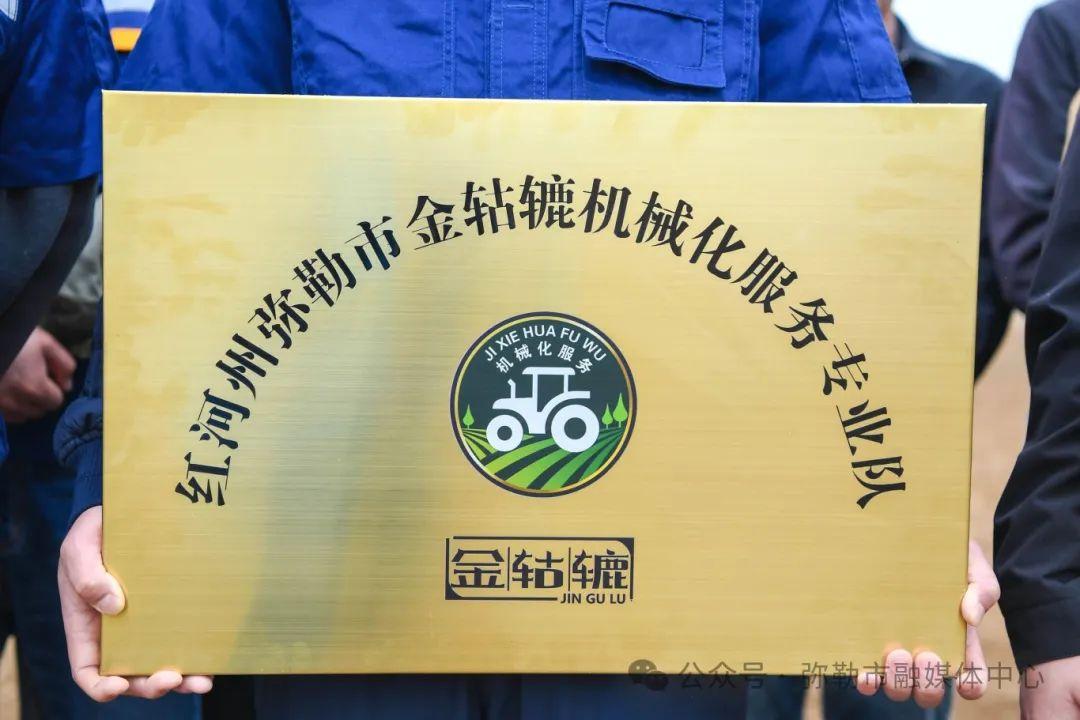 红河州弥勒市金轱辘机械化服务专业队
JI XIE HUA FU WU
机械化服务
金轱辘
JIN GU LU
公众号 · 弥勒市融媒体中心